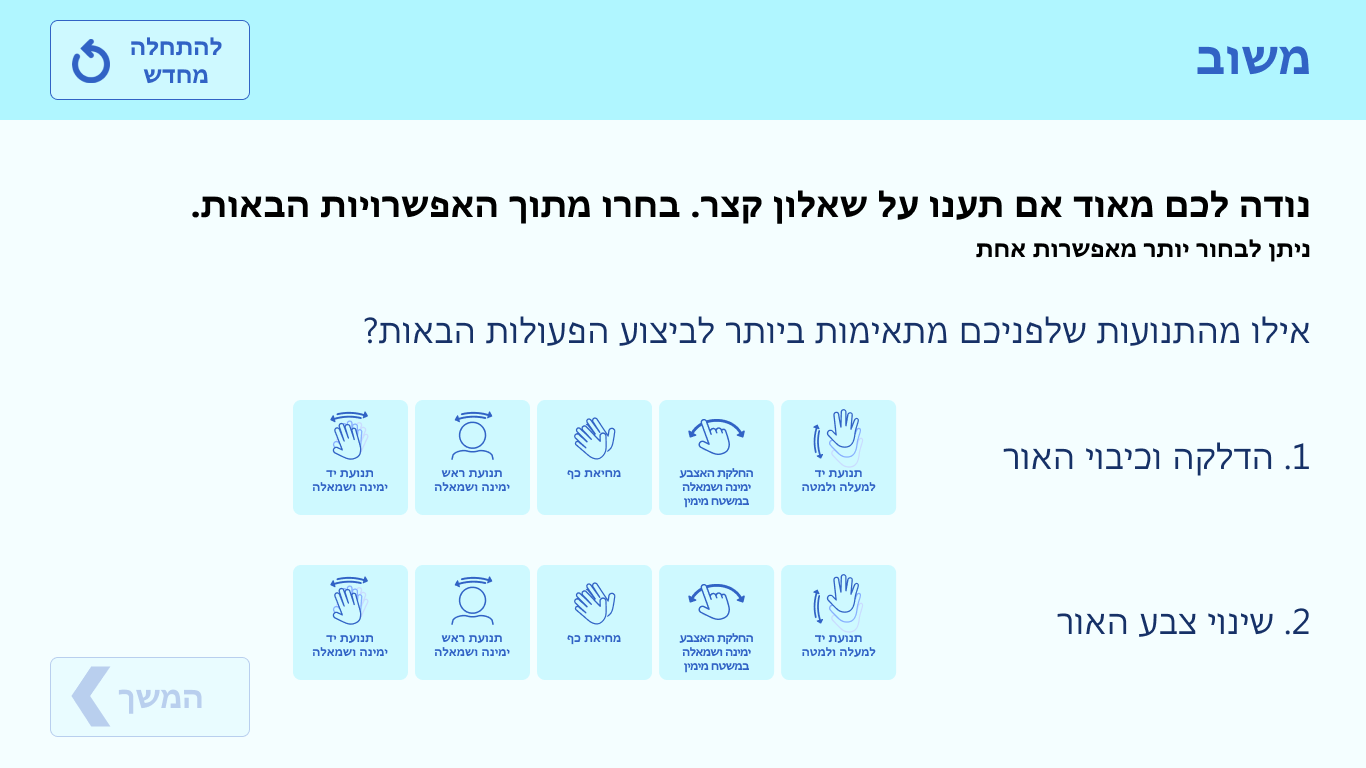 משוב
להתחלה
מחדש
נודה לכם מאוד אם תענו על שאלון קצר. בחרו מתוך האפשרויות הבאות.
ניתן לבחור יותר מאפשרות אחת
אילו מהתנועות שלפניכם מתאימות ביותר לביצוע הפעולות הבאות?
1. הדלקה וכיבוי האור
תנועת יד
למעלה ולמטה
החלקת האצבע
ימינה ושמאלה
במשטח מימין
מחיאת כף
תנועת ראש
ימינה ושמאלה
תנועת יד
ימינה ושמאלה
2. שינוי צבע האור
תנועת יד
למעלה ולמטה
החלקת האצבע
ימינה ושמאלה
במשטח מימין
מחיאת כף
תנועת ראש
ימינה ושמאלה
תנועת יד
ימינה ושמאלה
המשך